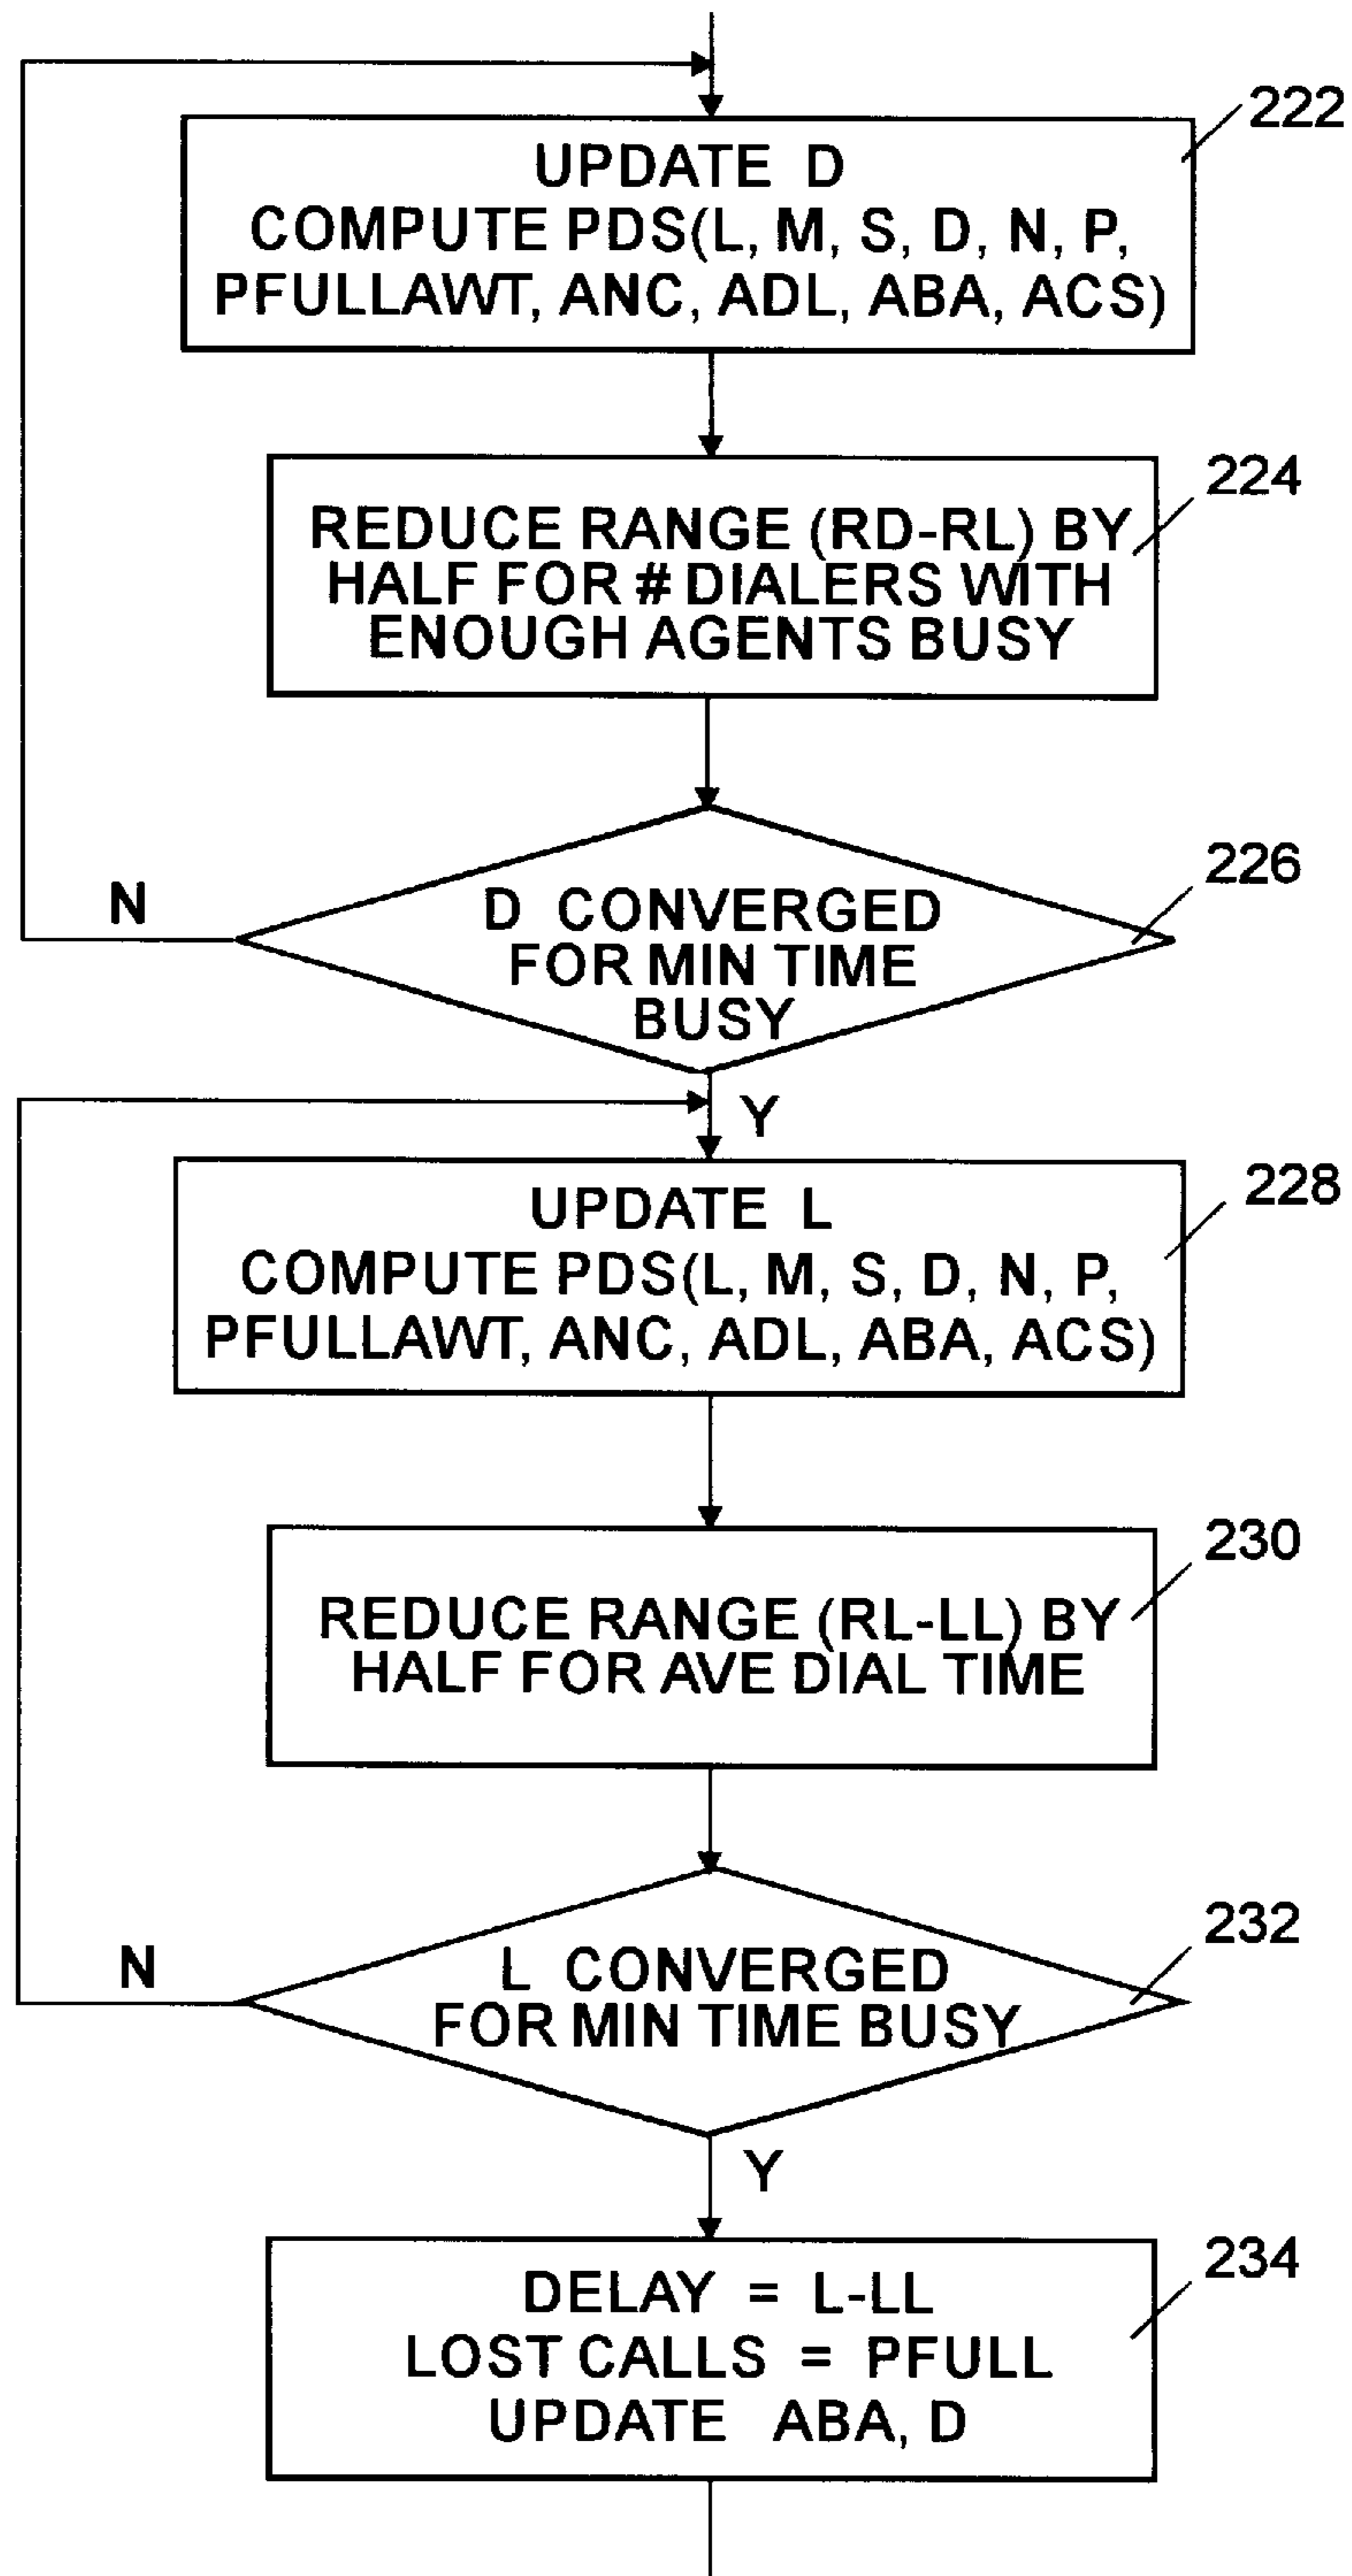 222
UPDATE D
COMPUTE PDS(L, M, S, D, N, P,
PFULLAWT, ANC, ADL, ABA, ACS)
224
REDUCE RANGE (RD-RL) BY
HALF FOR # DIALERS WITH
ENOUGH AGENTS BUSY
226
N
D CONVERGED
FOR MIN TIME
BUSY
Y
228
UPDATE L
COMPUTE PDS(L, M, S, D, N, P,
PFULLAWT, ANC, ADL, ABA, ACS)
230
REDUCE RANGE (RL-LL) BY
HALF FOR AVE DIAL TIME
232
N
L CONVERGED
FOR MIN TIME BUSY
Y
234
DELAY = L-LL
LOST CALLS = PFULL
UPDATE ABA, D